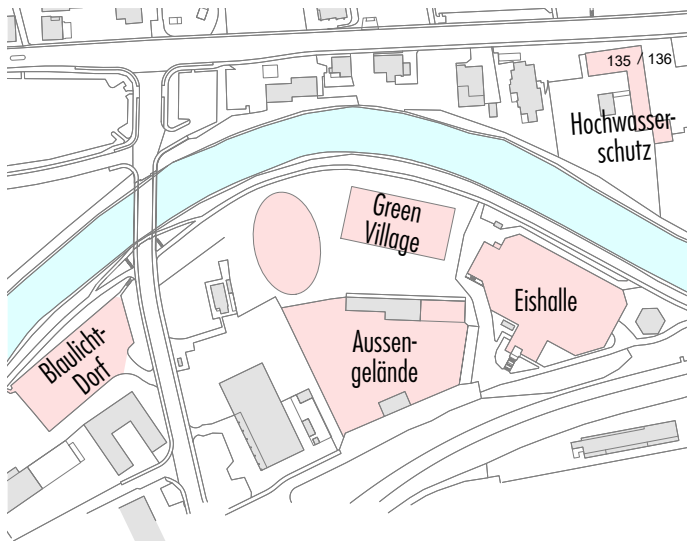 135 / 136
Hochwasser-
schutz
Green
Village
Eishalle
Aussen-
gelände
Blaulicht-
Dorf